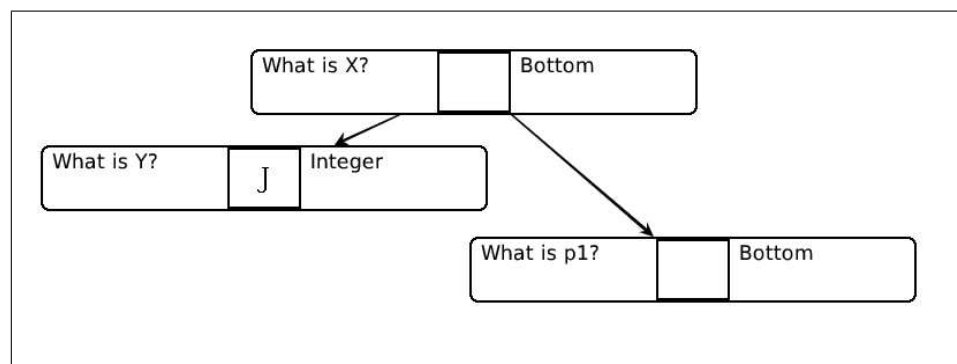 What is X? Bottom
What is Y? J Integer
What is p1? Bottom